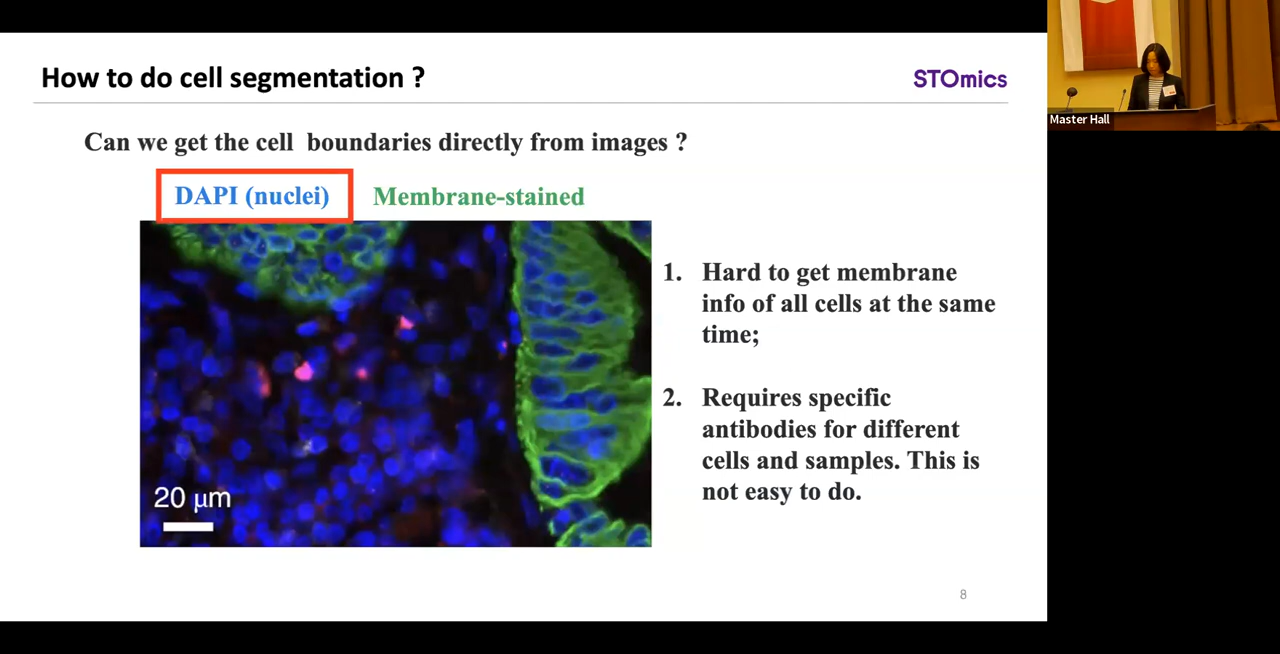 How to do cell segmentation ?
STOmics
Master Hall
Can we get the cell boundaries directly from images ?
DAPI (nuclei)
Membrane-stained
20 μm
1. Hard to get membrane
info of all cells at the same
time;
2. Requires specific
antibodies for different
cells and samples. This is
not easy to do.
8